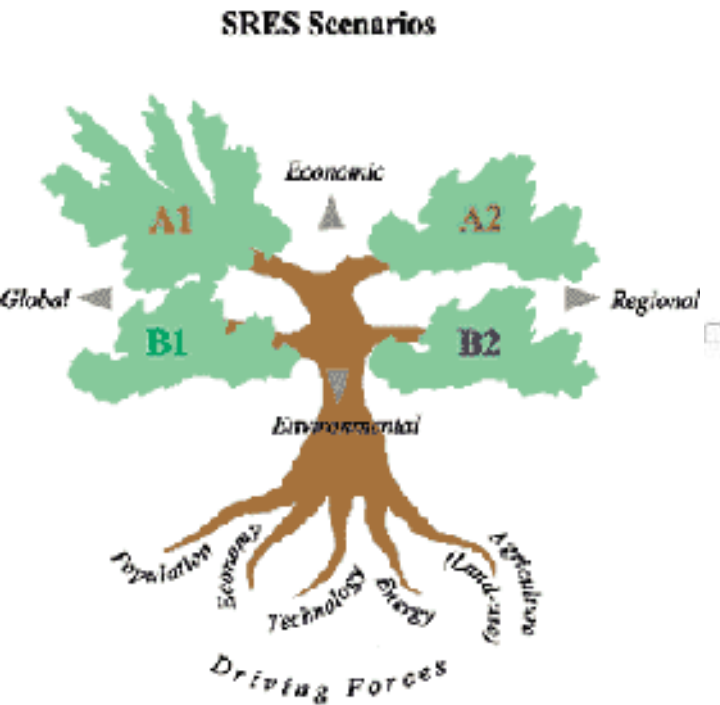 SRES Scenarios
Economic
A1
A2
Global
Regional
B1
B2
Environmental
Population
Economy
Technology
Energy
Agriculture
(Land-use)
Driving Forces